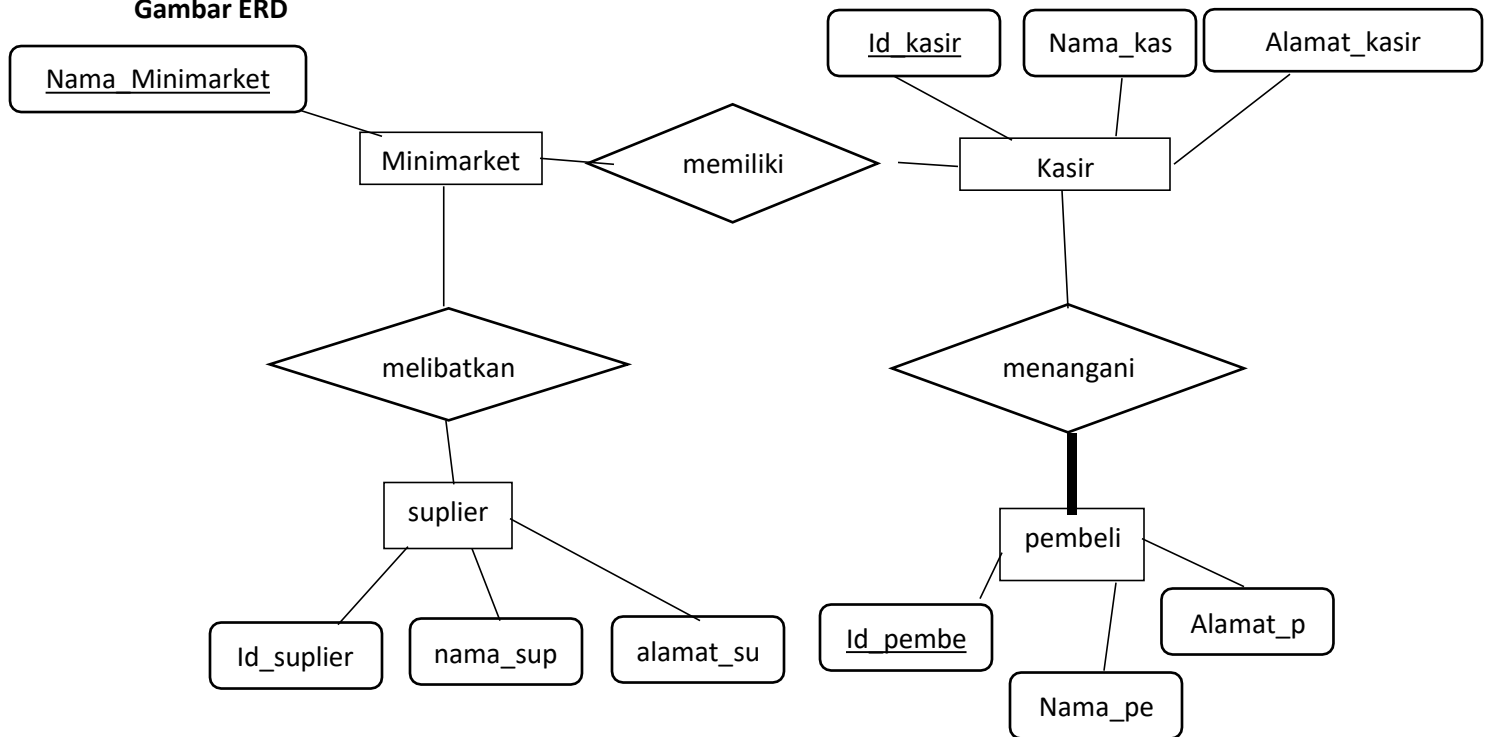 Gambar ERD
Id_kasir
Nama_kas
Alamat_kasir
Nama_Minimarket
Minimarket
memiliki
Kasir
melibatkan
menangani
suplier
pembeli
Id_suplier
nama_sup
alamat_su
Id_pembe
Alamat_p
Nama_pe